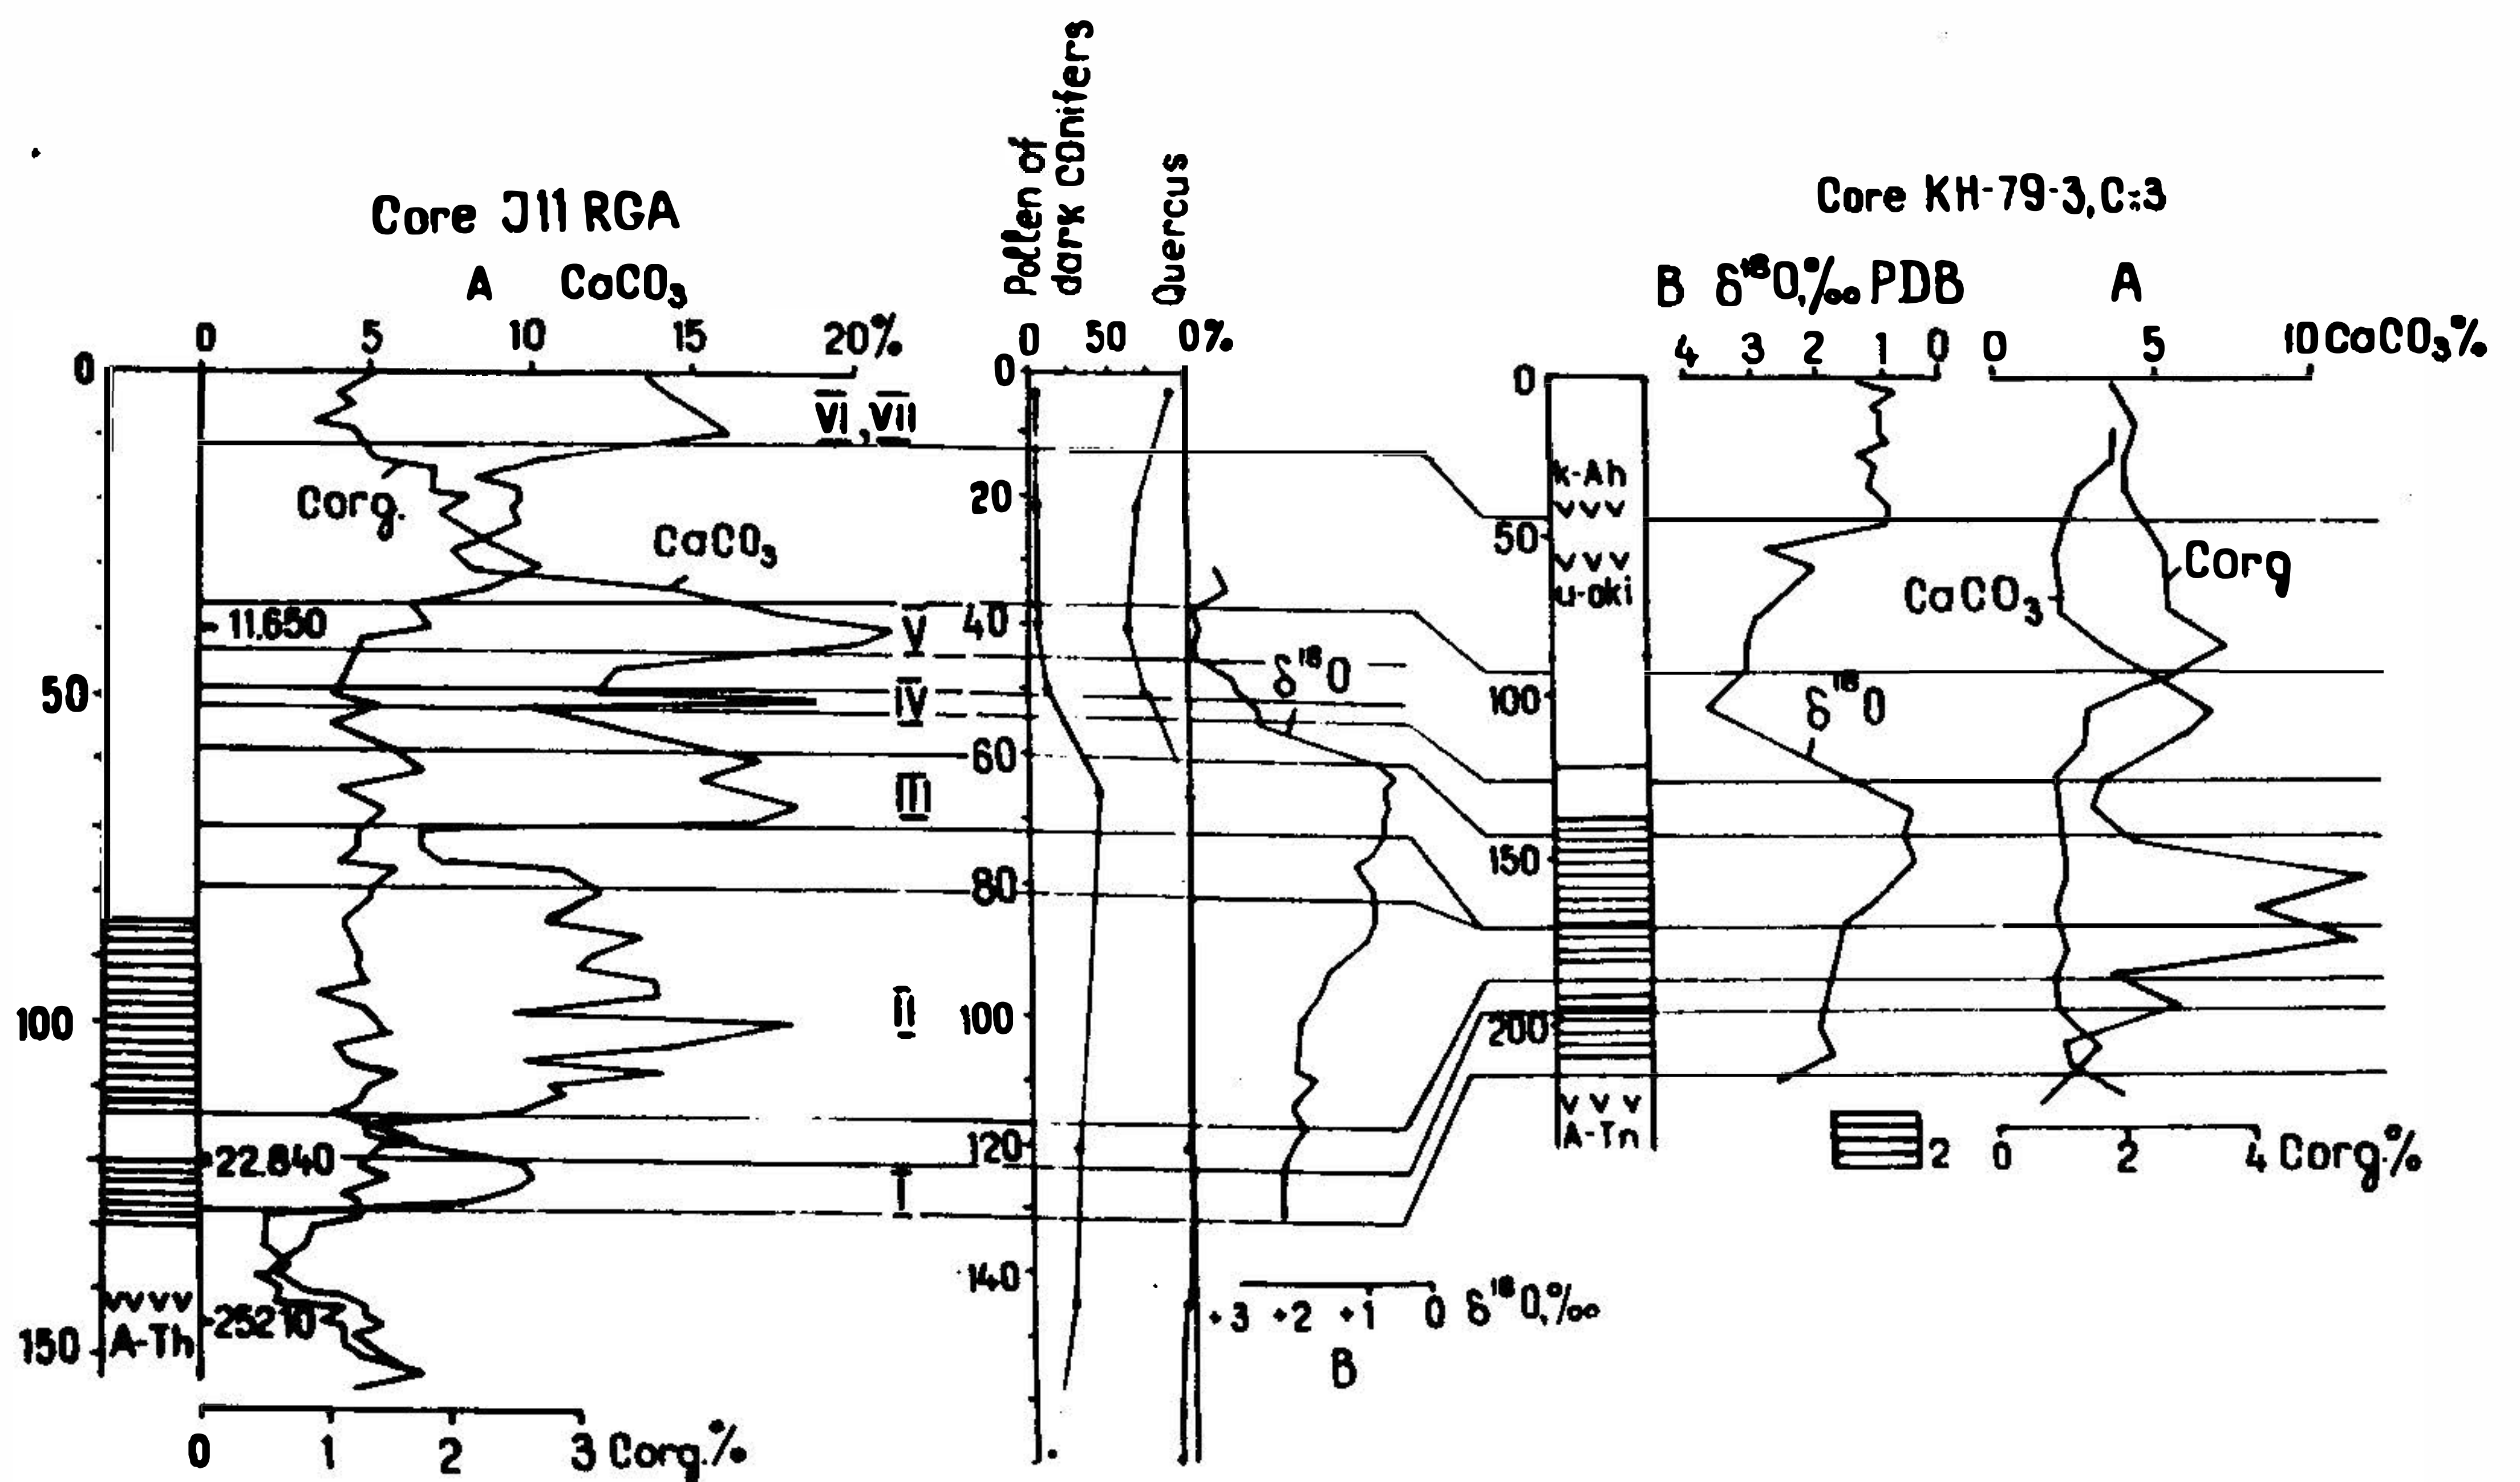 Core J11 RGA
A CaCO₃
0 5 10 15 20%
0
50
100
150
VI, VII
Corg.
CaCO₃
11.650
V
IV
III
II
I
22.840
25210
vvvv
A-Th
0 1 2 3 Corg.%
Pollen of
dark conifers
Quercus
0 50 0%
0
20
40
60
80
100
120
140
δ¹⁸O
+3 +2 +1 0 δ¹⁸O,‰
B
Core KH-79-3, C-3
B δ¹⁸O,‰ PDB A
4 3 2 1 0 0 5 10 CaCO₃%
0
50
100
150
200
k-Ah
vvv
vvv
u-oki
vvv
A-Tn
CaCO₃
Corg
δ¹⁸O
2
0 2 4 Corg.%